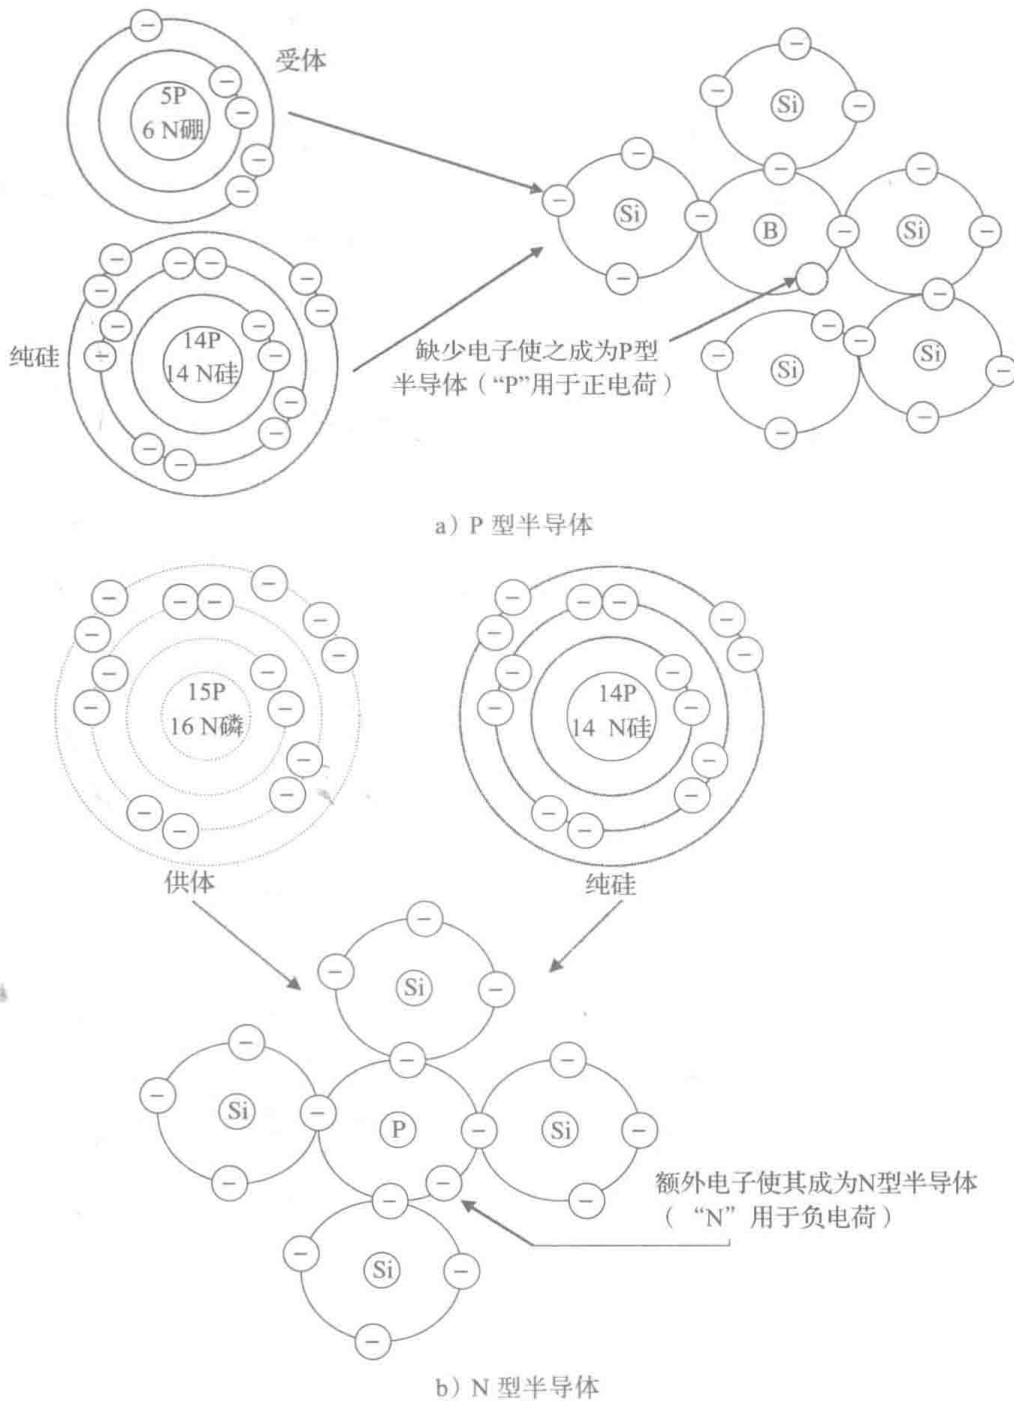 受体
5P
6 N硼
Si
Si
B
Si
纯硅
14P
14 N硅
缺少电子使之成为P型
半导体（“P”用于正电荷）
Si
Si
a）P 型半导体
15P
16 N磷
14P
14 N硅
供体
纯硅
Si
Si
P
Si
额外电子使其成为N型半导体
（ “N” 用于负电荷）
Si
b）N 型半导体